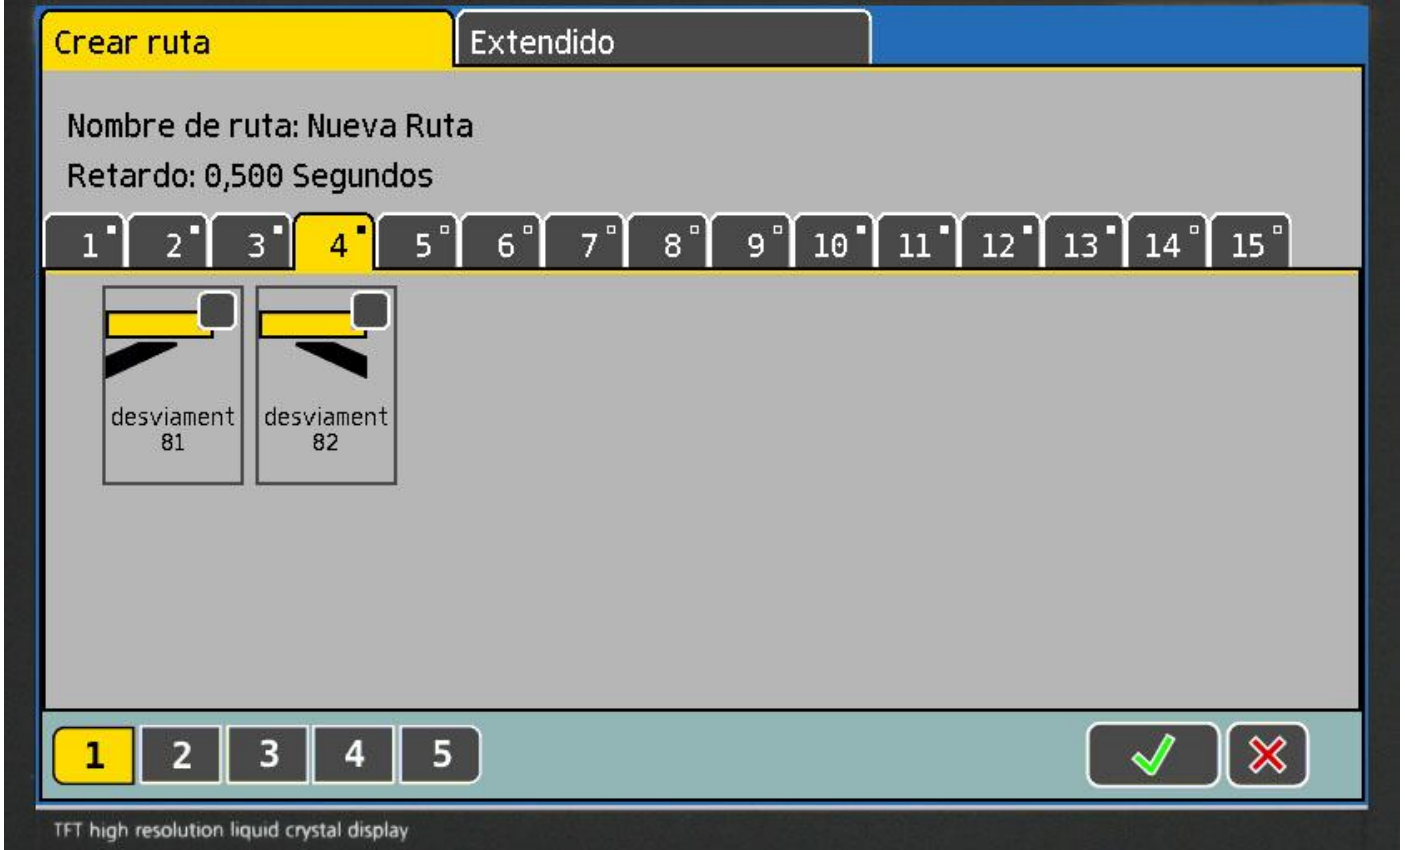 Crear ruta
Extendido
Nombre de ruta: Nueva Ruta
Retardo: 0,500 Segundos
1 2 3 4 5 6 7 8 9 10 11 12 13 14 15
desviament
81
desviament
82
1 2 3 4 5
TFT high resolution liquid crystal display